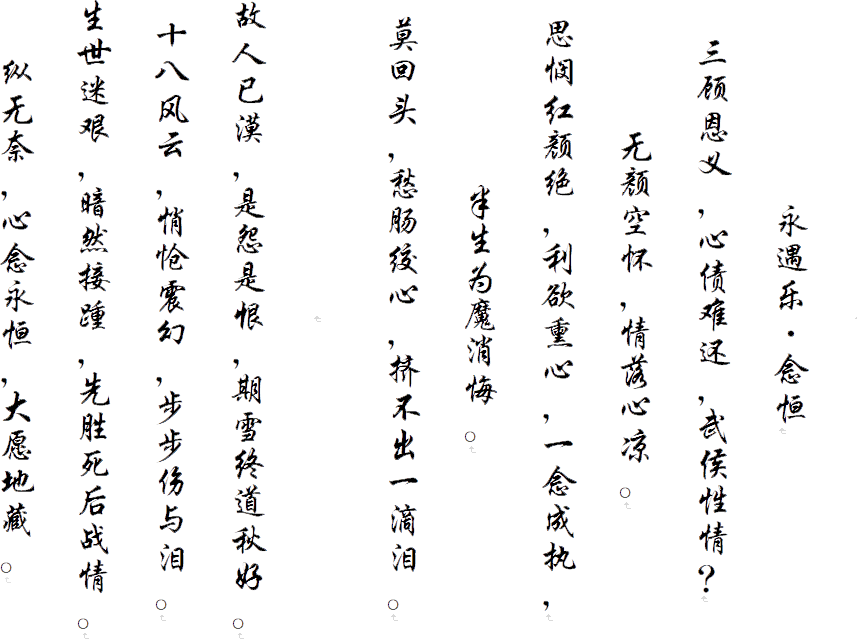 永遇乐·念恒
三顾恩义，心债难还，武侯性情？
无颜空怀，情落心凉。
思悯红颜绝，利欲熏心，一念成执，
半生为魔消悔。
莫回头，愁肠绞心，挤不出一滴泪。
故人已漠，是怨是恨，期雪终道秋好。
十八风云，悄怆震幻，步步伤与泪。
生世迷艰，暗然接踵，先胜死后战情。
纵无奈，心念永恒，大愿地藏。